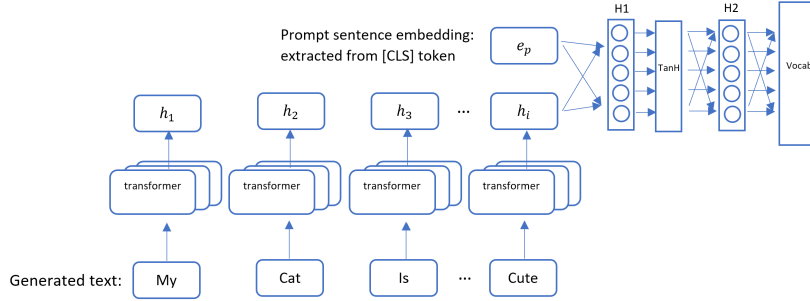 H1
H2
Prompt sentence embedding:
extracted from [CLS] token
e_p
TanH
Vocab
h_1
h_2
h_3
...
h_i
transformer
transformer
transformer
transformer
Generated text:
My
Cat
Is
...
Cute